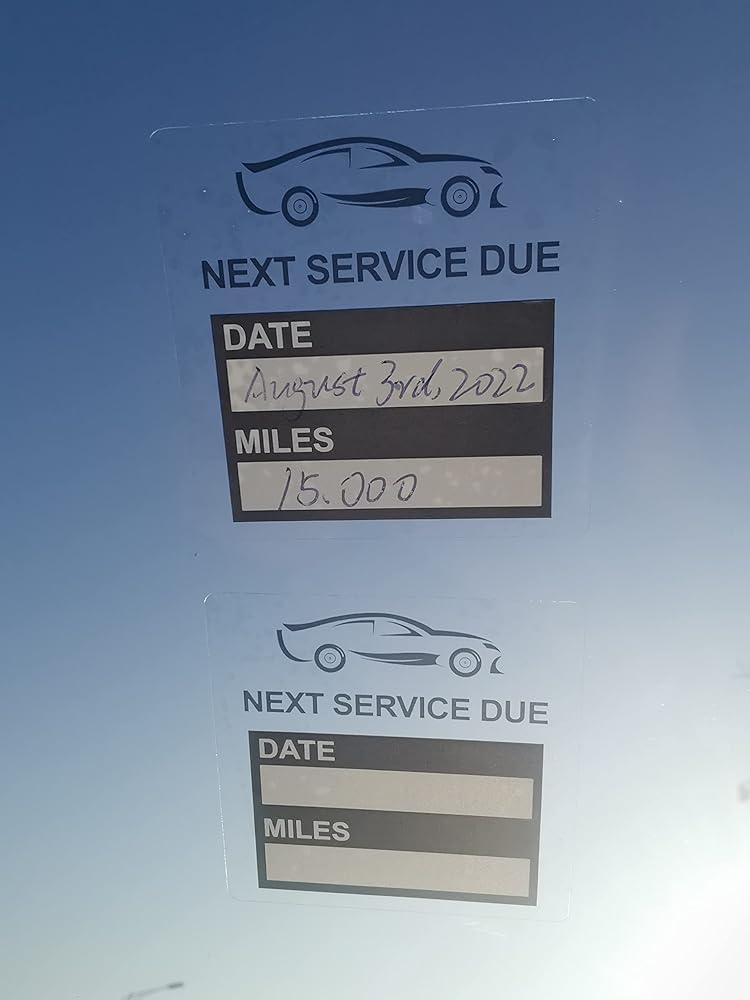 NEXT SERVICE DUE
DATE
August 3rd, 2022
MILES
15.000
NEXT SERVICE DUE
DATE
MILES